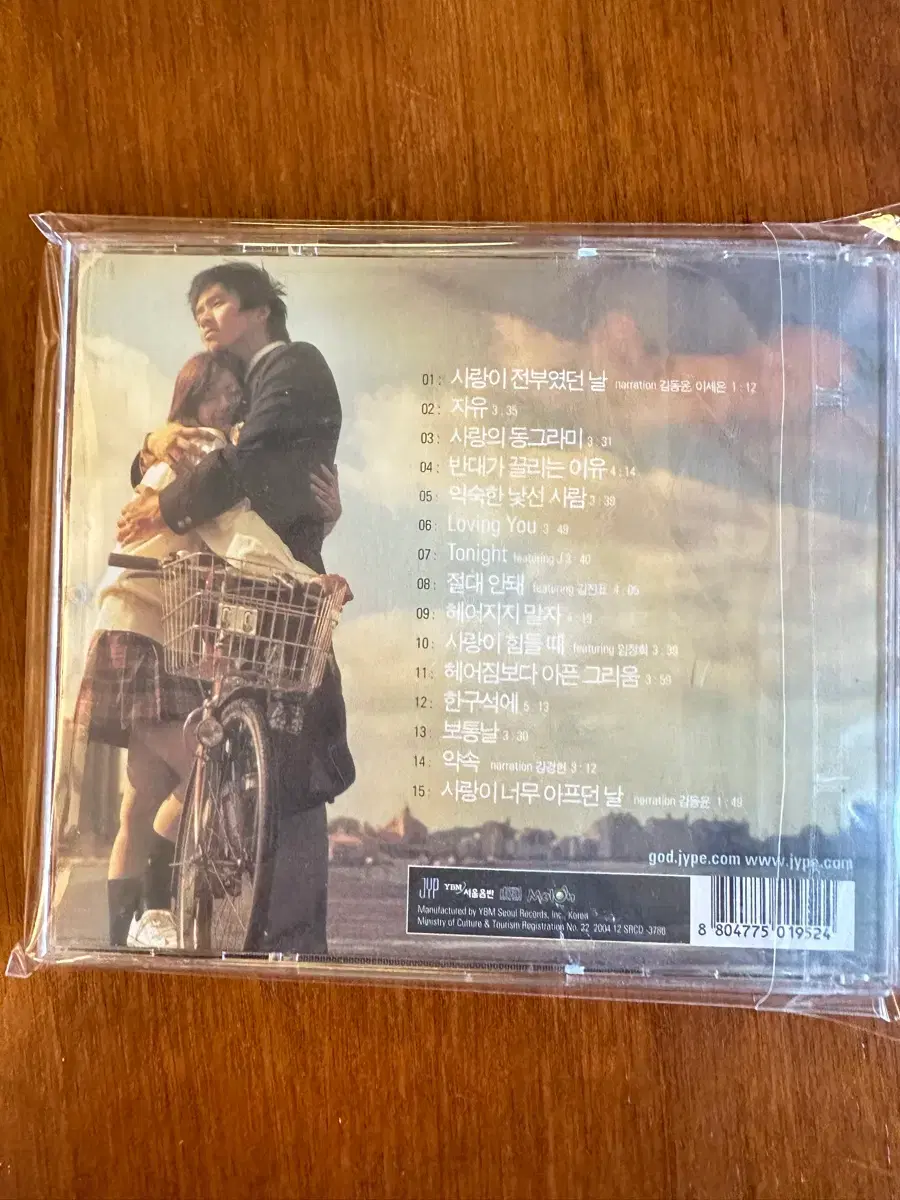 01: 사랑이 전부였던 날 narration 김동윤, 이세은 1 : 12
02: 자유 3 . 35
03: 사랑의 동그라미 3 . 31
04: 반대가 끌리는 이유 4 : 14
05: 익숙한 낯선 사람 3 : 39
06: Loving You 3 : 49
07: Tonight featuring J 3 : 40
08: 절대 안돼 featuring 김진표 4 : 05
09: 헤어지지 말자
10: 사랑이 힘들 때 featuring 임정희 3 . 39
11: 헤어짐보다 아픈 그리움 3 : 59
12: 한구석에 5 : 13
13: 보통날 3 : 30
14: 약속 narration 김경현 3 : 12
15: 사랑이 너무 아프던 날 narration 김동윤 1 : 49
god.jype.com www.jype.com
JYP YBM 서울음반 Melon
Manufactured by YBM Seoul Records, Inc., Korea
Ministry of Culture & Tourism Registration No. 22 2004 12 SRCD -3788
8 804775 019524